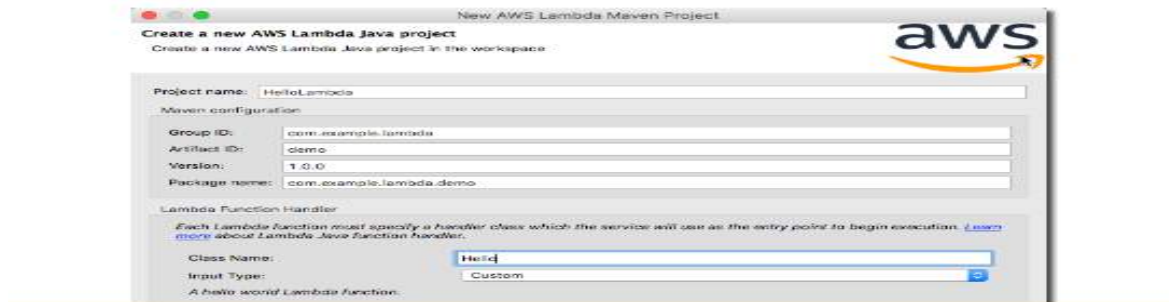 New AWS Lambda Maven Project
Create a new AWS Lambda Java project
Create a new AWS Lambda Java project in the workspace
aws
Project name: HelloLambda
Maven configuration
Group ID: com.example.lambda
Artifact ID: demo
Version: 1.0.0
Package name: com.example.lambda.demo
Lambda Function Handler
Each Lambda function must specify a handler class which the service will use as the entry point to begin execution. Learn
more about Lambda Java function handler.
Class Name: Hello
Input Type: Custom
A hello world Lambda function.